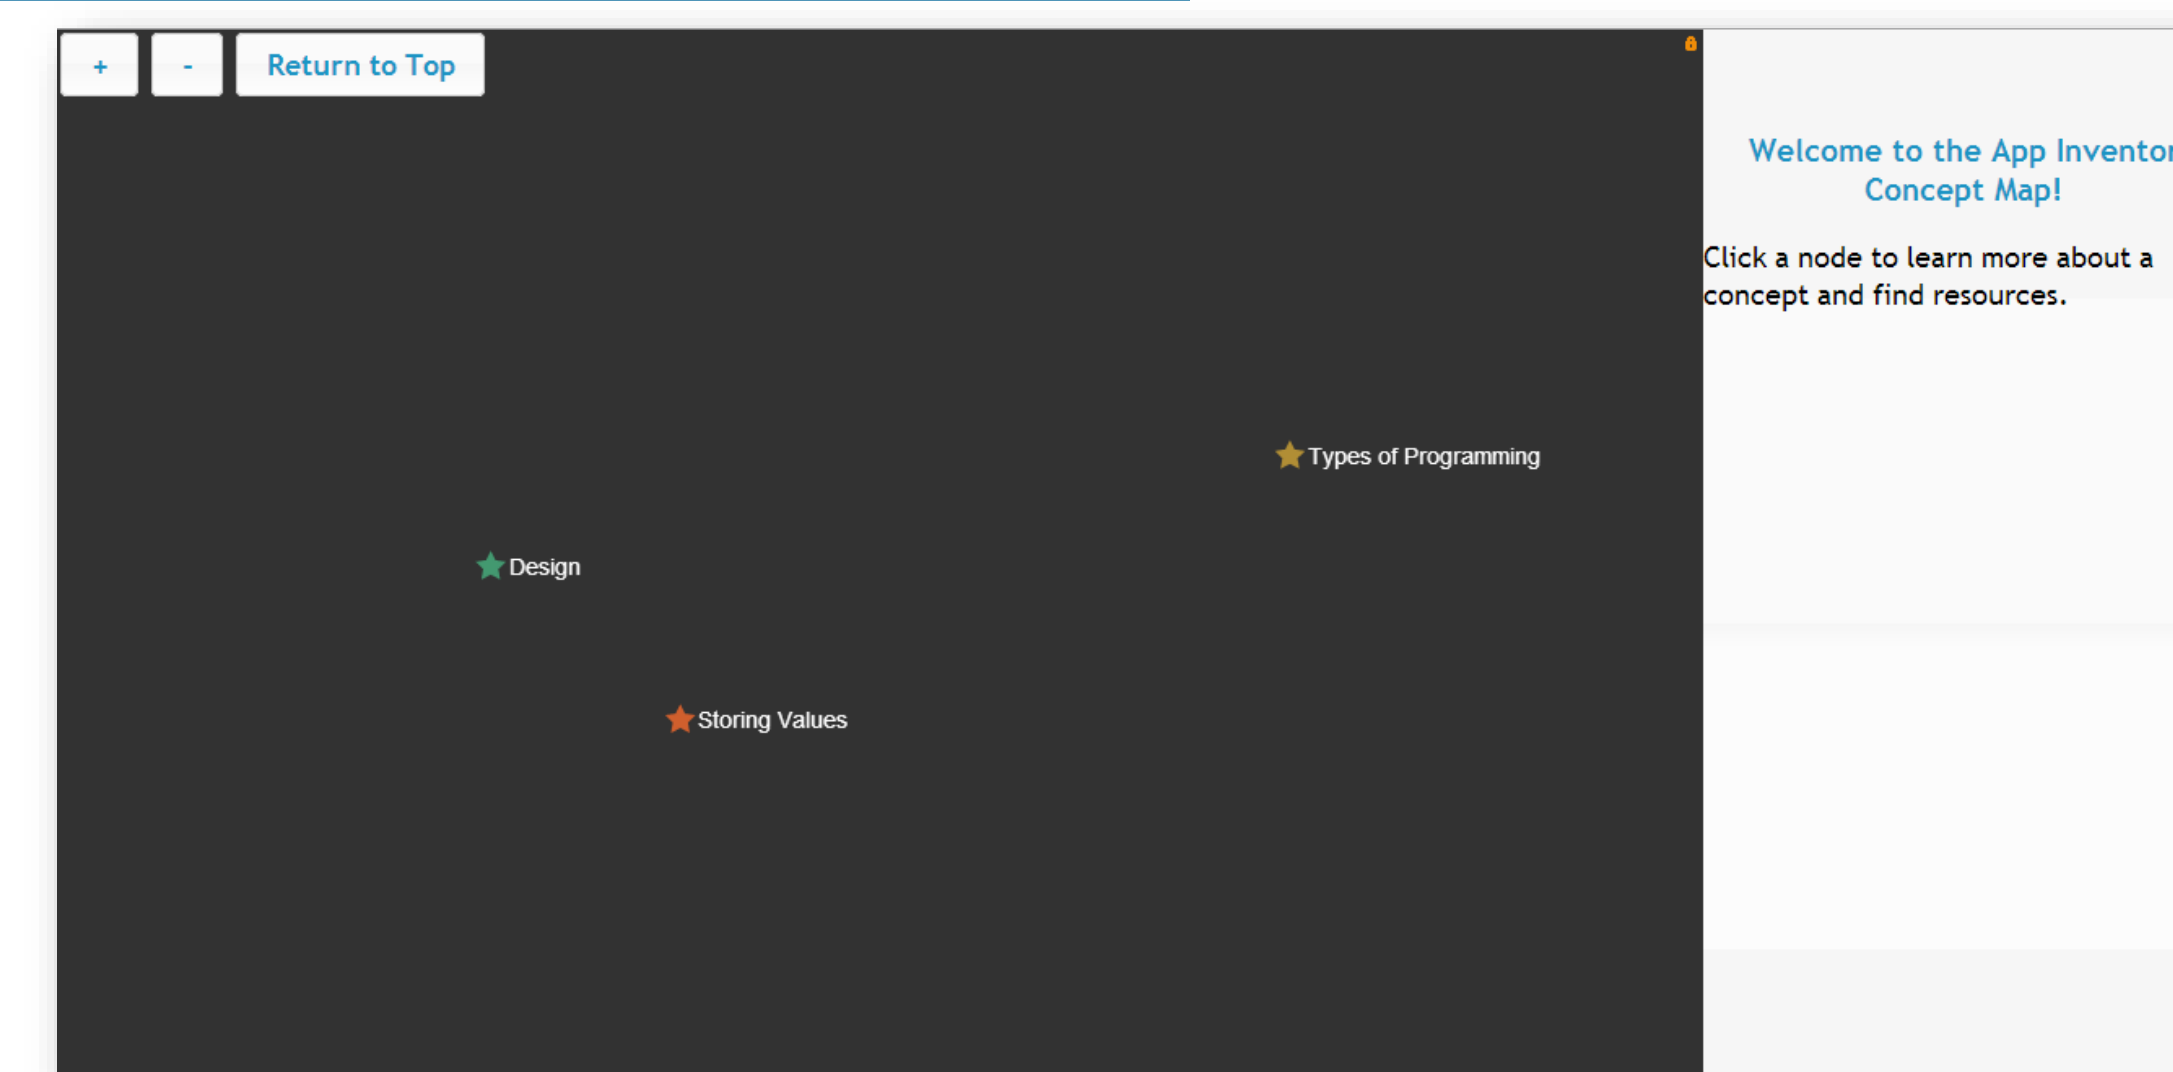 + - Return to Top
Welcome to the App Inventor
Concept Map!
Click a node to learn more about a
concept and find resources.
Types of Programming
Design
Storing Values